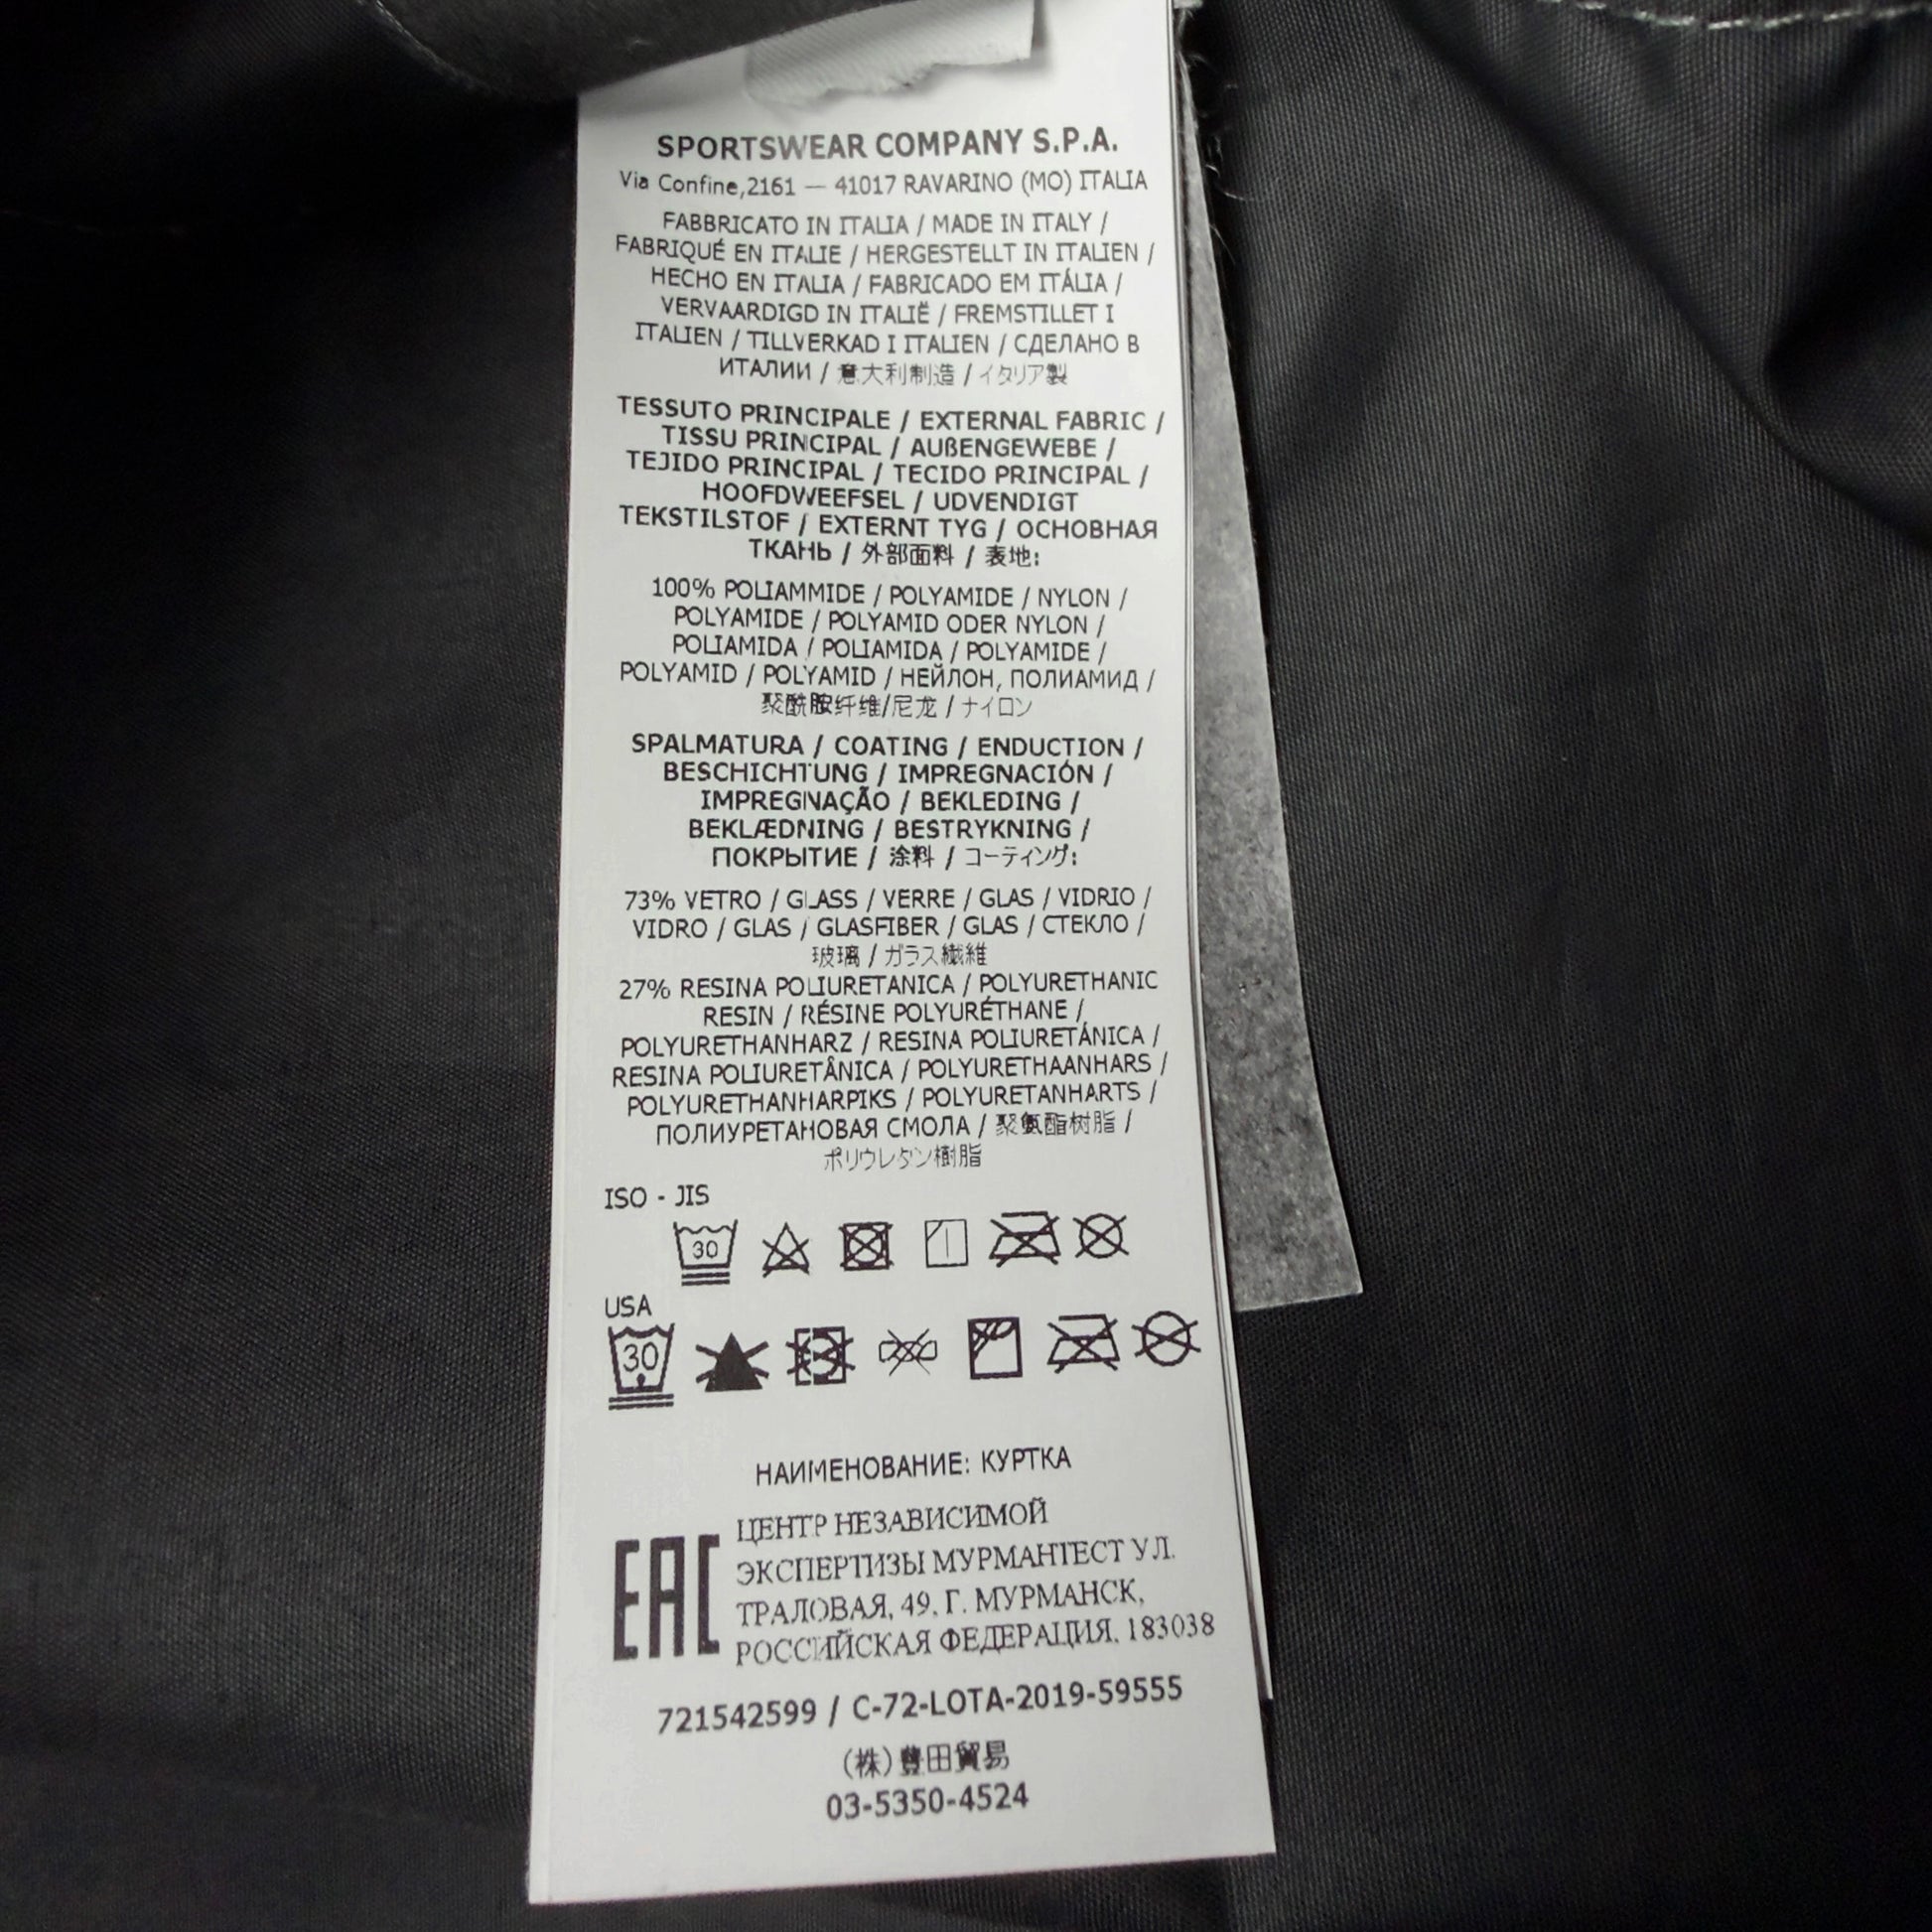 SPORTSWEAR COMPANY S.P.A.
Via Confine,2161 — 41017 RAVARINO (MO) ITALIA
FABBRICATO IN ITALIA / MADE IN ITALY /
FABRIQUÉ EN ITALIE / HERGESTELLT IN ITALIEN /
HECHO EN ITALIA / FABRICADO EM ITÁLIA /
VERVAARDIGD IN ITALIË / FREMSTILLET I
ITALIEN / TILLVERKAD I ITALIEN / СДЕЛАНО В
ИТАЛИИ / 意大利制造 / イタリア製
TESSUTO PRINCIPALE / EXTERNAL FABRIC /
TISSU PRINCIPAL / AUßENGEWEBE /
TEJIDO PRINCIPAL / TECIDO PRINCIPAL /
HOOFDWEEFSEL / UDVENDIGT
TEKSTILSTOF / EXTERNT TYG / ОСНОВНАЯ
ТКАНЬ / 外部面料 / 表地:
100% POLIAMMIDE / POLYAMIDE / NYLON /
POLYAMIDE / POLYAMID ODER NYLON /
POLIAMIDA / POLIAMIDA / POLYAMIDE /
POLYAMID / POLYAMID / НЕЙЛОН, ПОЛИАМИД /
聚酰胺纤维/尼龙 / ナイロン
SPALMATURA / COATING / ENDUCTION /
BESCHICHTUNG / IMPREGNACIÓN /
IMPREGNAÇÃO / BEKLEDING /
BEKLÆDNING / BESTRYKNING /
ПОКРЫТИЕ / 涂料 / コーティング:
73% VETRO / GLASS / VERRE / GLAS / VIDRIO /
VIDRO / GLAS / GLASFIBER / GLAS / СТЕКЛО /
玻璃 / ガラス繊維
27% RESINA POLIURETANICA / POLYURETHANIC
RESIN / RÉSINE POLYURÉTHANE /
POLYURETHANHARZ / RESINA POLIURETÁNICA /
RESINA POLIURETÂNICA / POLYURETHAANHARS /
POLYURETHANHARPIKS / POLYURETANHARTS /
ПОЛИУРЕТАНОВАЯ СМОЛА / 聚氨酯树脂 /
ポリウレタン樹脂
ISO - JIS
30
USA
30
НАИМЕНОВАНИЕ: КУРТКА
EAC
ЦЕНТР НЕЗАВИСИМОЙ
ЭКСПЕРТИЗЫ МУРМАНТЕСТ УЛ.
ТРАЛОВАЯ, 49, Г. МУРМАНСК,
РОССИЙСКАЯ ФЕДЕРАЦИЯ, 183038
721542599 / C-72-LOTA-2019-59555
(株)豊田貿易
03-5350-4524